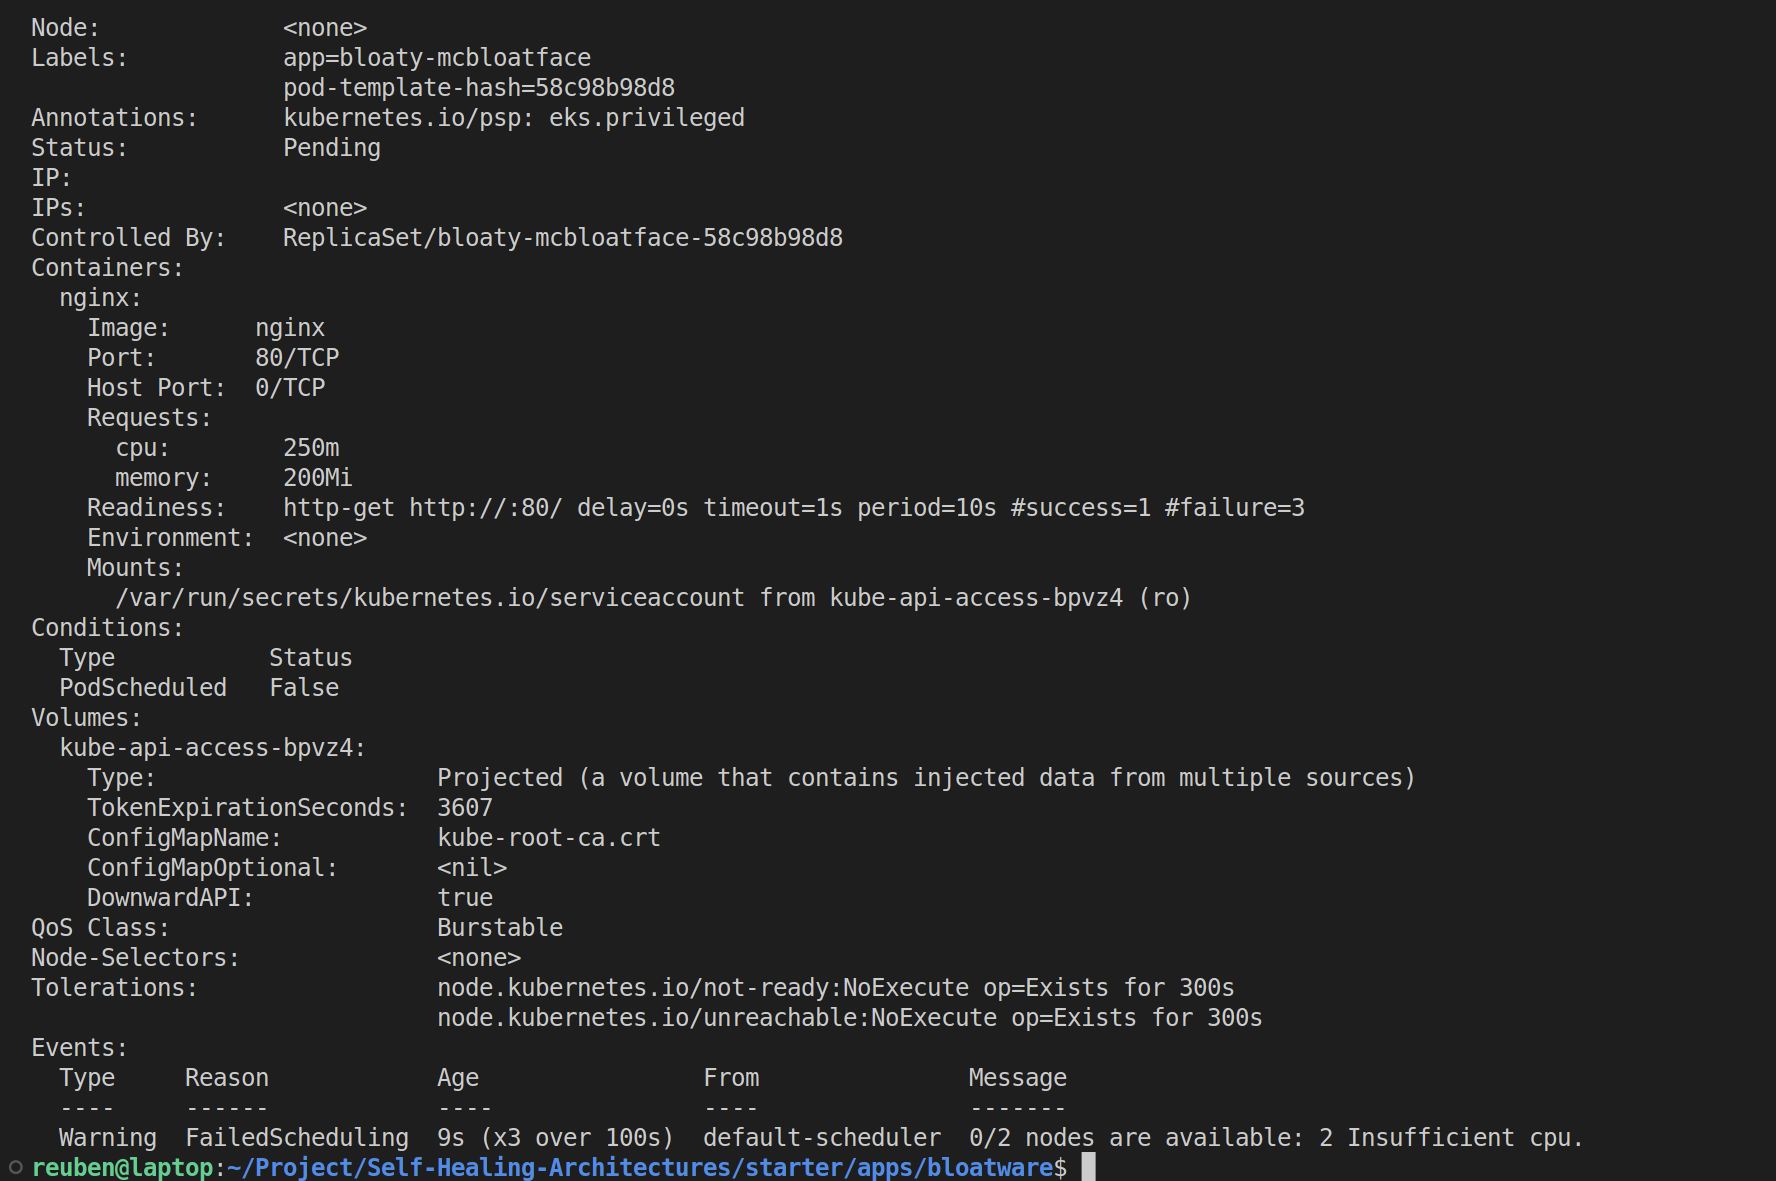 Node:             <none>
Labels:           app=bloaty-mcbloatface
                  pod-template-hash=58c98b98d8
Annotations:      kubernetes.io/psp: eks.privileged
Status:           Pending
IP:
IPs:              <none>
Controlled By:    ReplicaSet/bloaty-mcbloatface-58c98b98d8
Containers:
  nginx:
    Image:      nginx
    Port:       80/TCP
    Host Port:  0/TCP
    Requests:
      cpu:        250m
      memory:     200Mi
    Readiness:    http-get http://:80/ delay=0s timeout=1s period=10s #success=1 #failure=3
    Environment:  <none>
    Mounts:
      /var/run/secrets/kubernetes.io/serviceaccount from kube-api-access-bpvz4 (ro)
Conditions:
  Type           Status
  PodScheduled   False
Volumes:
  kube-api-access-bpvz4:
    Type:                    Projected (a volume that contains injected data from multiple sources)
    TokenExpirationSeconds:  3607
    ConfigMapName:           kube-root-ca.crt
    ConfigMapOptional:       <nil>
    DownwardAPI:             true
QoS Class:                   Burstable
Node-Selectors:              <none>
Tolerations:                 node.kubernetes.io/not-ready:NoExecute op=Exists for 300s
                             node.kubernetes.io/unreachable:NoExecute op=Exists for 300s
Events:
  Type     Reason            Age                From               Message
  ----     ------            ----               ----               -------
  Warning  FailedScheduling  9s (x3 over 100s)  default-scheduler  0/2 nodes are available: 2 Insufficient cpu.
reuben@laptop:~/Project/Self-Healing-Architectures/starter/apps/bloatware$